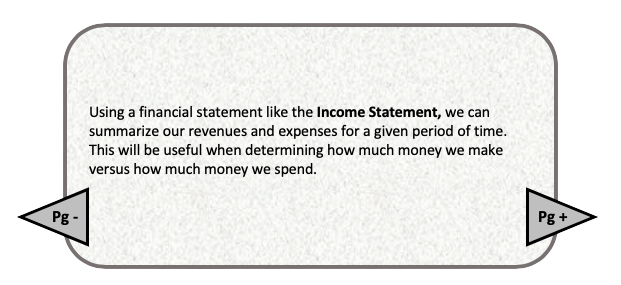 Using a financial statement like the Income Statement, we can
summarize our revenues and expenses for a given period of time.
This will be useful when determining how much money we make
versus how much money we spend.
Pg -
Pg +